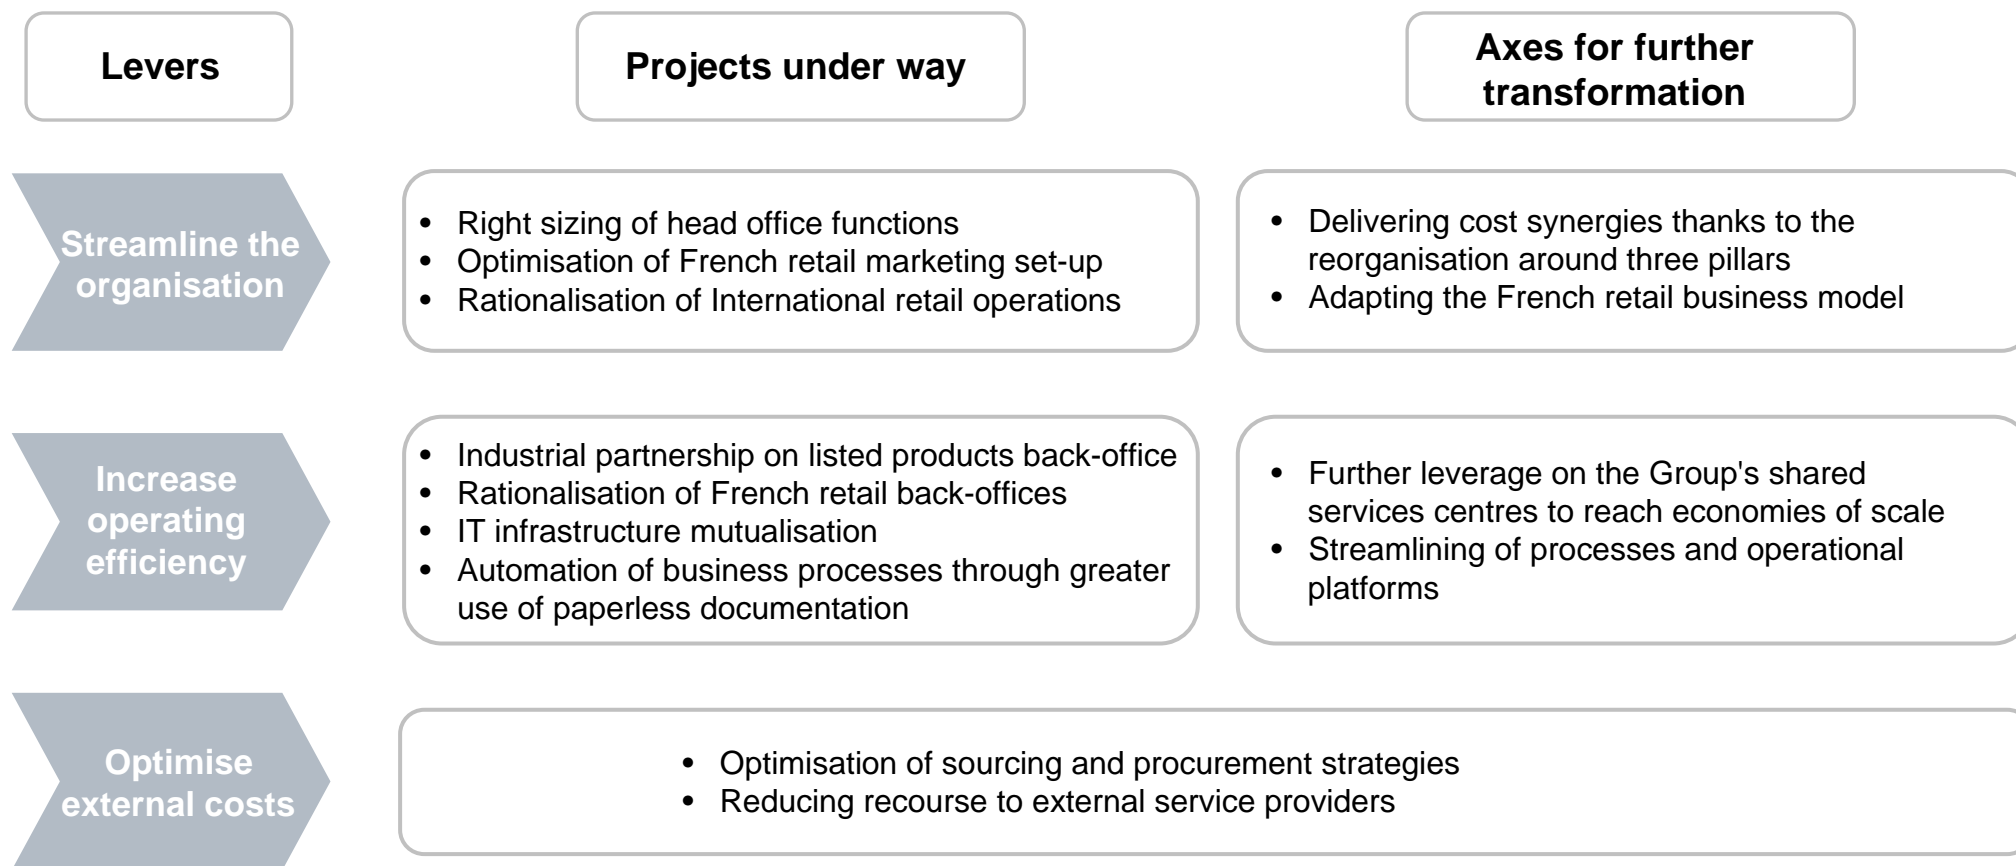 Levers
Projects under way
Axes for further
transformation
Streamline the
organisation
• Right sizing of head office functions
• Optimisation of French retail marketing set-up
• Rationalisation of International retail operations
• Delivering cost synergies thanks to the
reorganisation around three pillars
• Adapting the French retail business model
Increase
operating
efficiency
• Industrial partnership on listed products back-office
• Rationalisation of French retail back-offices
• IT infrastructure mutualisation
• Automation of business processes through greater
use of paperless documentation
• Further leverage on the Group's shared
services centres to reach economies of scale
• Streamlining of processes and operational
platforms
Optimise
external costs
• Optimisation of sourcing and procurement strategies
• Reducing recourse to external service providers